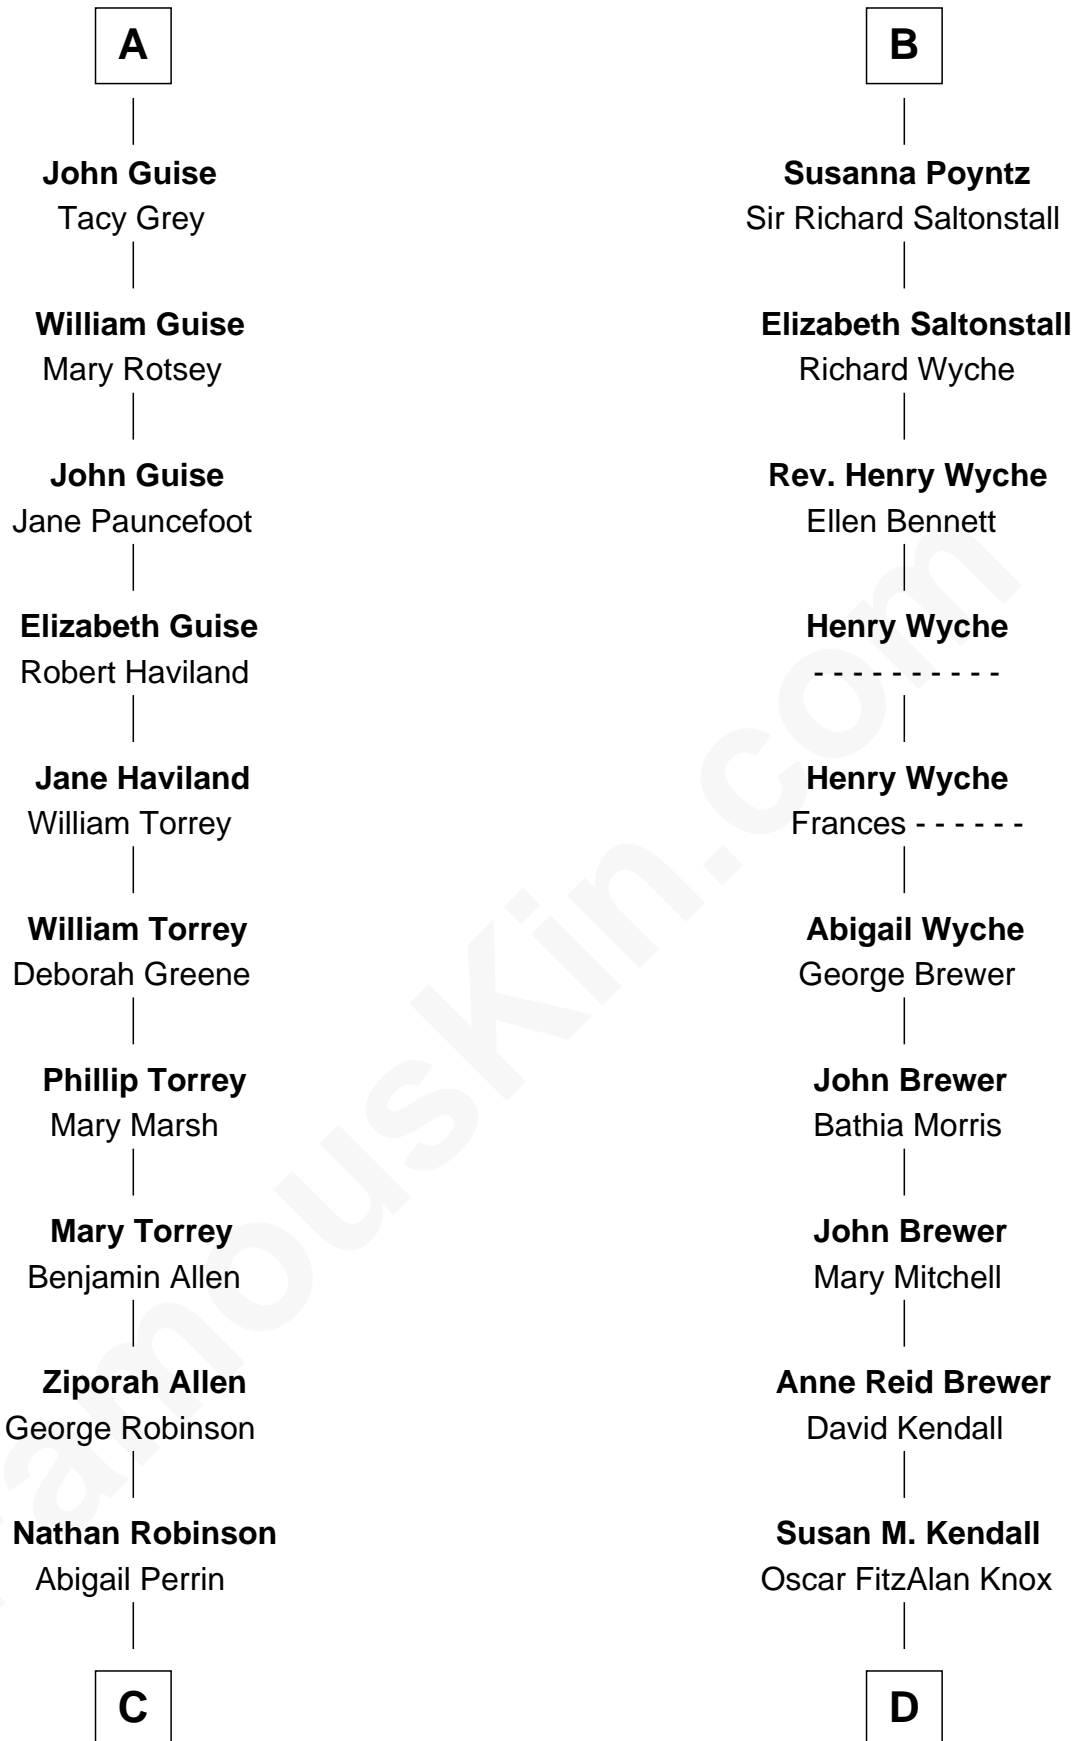 A
John Guise
Tacy Grey
William Guise
Mary Rotsey
John Guise
Jane Pauncefoot
Elizabeth Guise
Robert Haviland
Jane Haviland
William Torrey
William Torrey
Deborah Greene
Phillip Torrey
Mary Marsh
Mary Torrey
Benjamin Allen
Ziporah Allen
George Robinson
Nathan Robinson
Abigail Perrin
C
B
Susanna Poyntz
Sir Richard Saltonstall
Elizabeth Saltonstall
Richard Wyche
Rev. Henry Wyche
Ellen Bennett
Henry Wyche
- - - - - - - - - -
Henry Wyche
Frances - - - - - -
Abigail Wyche
George Brewer
John Brewer
Bathia Morris
John Brewer
Mary Mitchell
Anne Reid Brewer
David Kendall
Susan M. Kendall
Oscar FitzAlan Knox
D
FamousKin.com